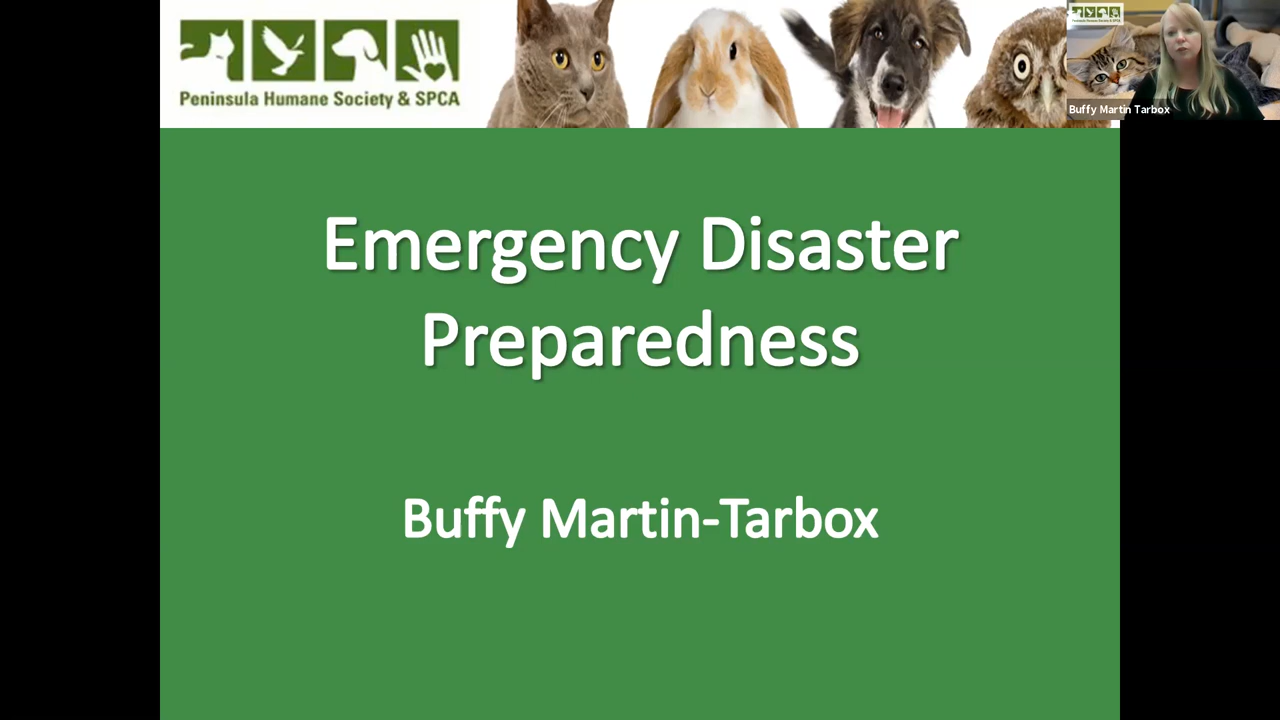 Peninsula Humane Society & SPCA
Buffy Martin Tarbox
Emergency Disaster
Preparedness
Buffy Martin-Tarbox